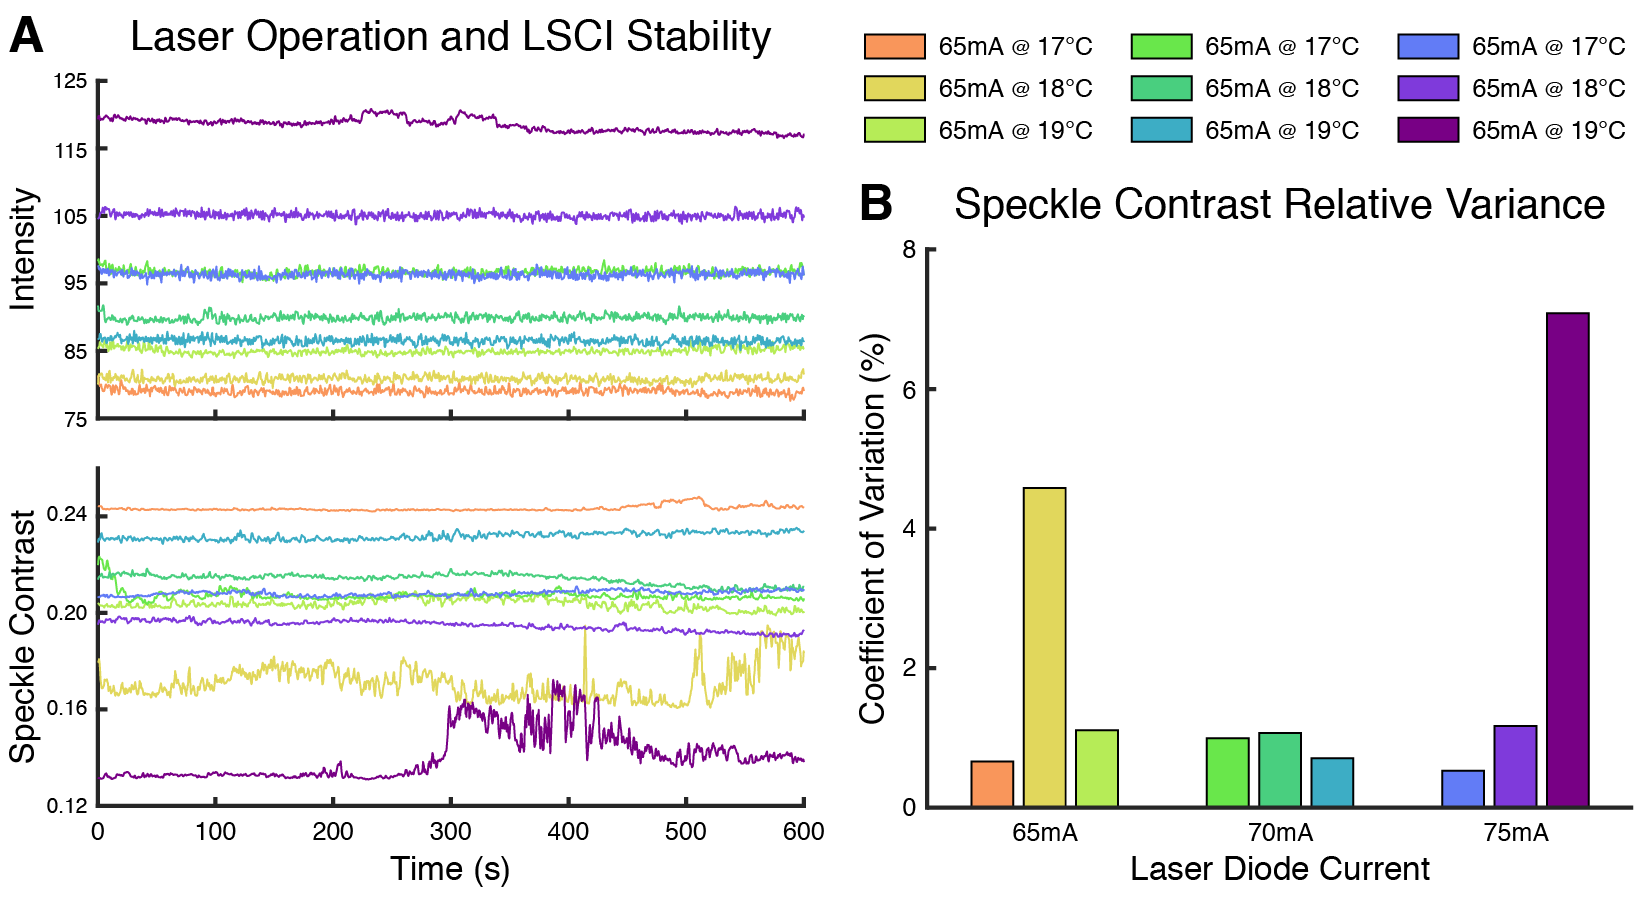 A Laser Operation and LSCI Stability
125
115
105
95
85
75
Intensity
0.24
0.20
0.16
0.12
Speckle Contrast
0 100 200 300 400 500 600
Time (s)
65mA @ 17°C 65mA @ 17°C 65mA @ 17°C
65mA @ 18°C 65mA @ 18°C 65mA @ 18°C
65mA @ 19°C 65mA @ 19°C 65mA @ 19°C
B Speckle Contrast Relative Variance
8
6
4
2
0
Coefficient of Variation (%)
65mA 70mA 75mA
Laser Diode Current